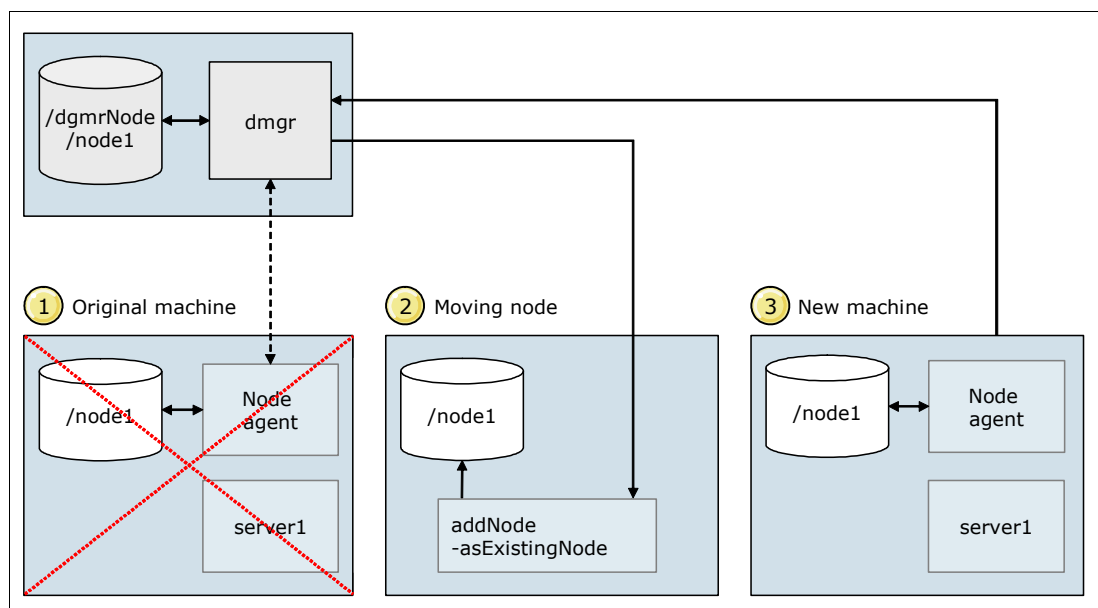 /dgmrNode
/node1
dmgr
1 Original machine
2 Moving node
3 New machine
/node1
Node
agent
server1
/node1
addNode
-asExistingNode
/node1
Node
agent
server1